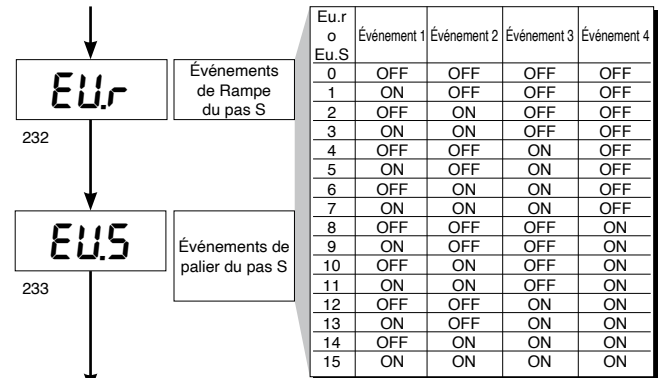 EU.r
Événements
de Rampe
du pas S
232
EU.S
Événements de
palier du pas S
233
Eu.r
o
Eu.S
Événement 1 Événement 2 Événement 3 Événement 4
0 OFF OFF OFF OFF
1 ON OFF OFF OFF
2 OFF ON OFF OFF
3 ON ON OFF OFF
4 OFF OFF ON OFF
5 ON OFF ON OFF
6 OFF ON ON OFF
7 ON ON ON OFF
8 OFF OFF OFF ON
9 ON OFF OFF ON
10 OFF ON OFF ON
11 ON ON OFF ON
12 OFF OFF ON ON
13 ON OFF ON ON
14 OFF ON ON ON
15 ON ON ON ON